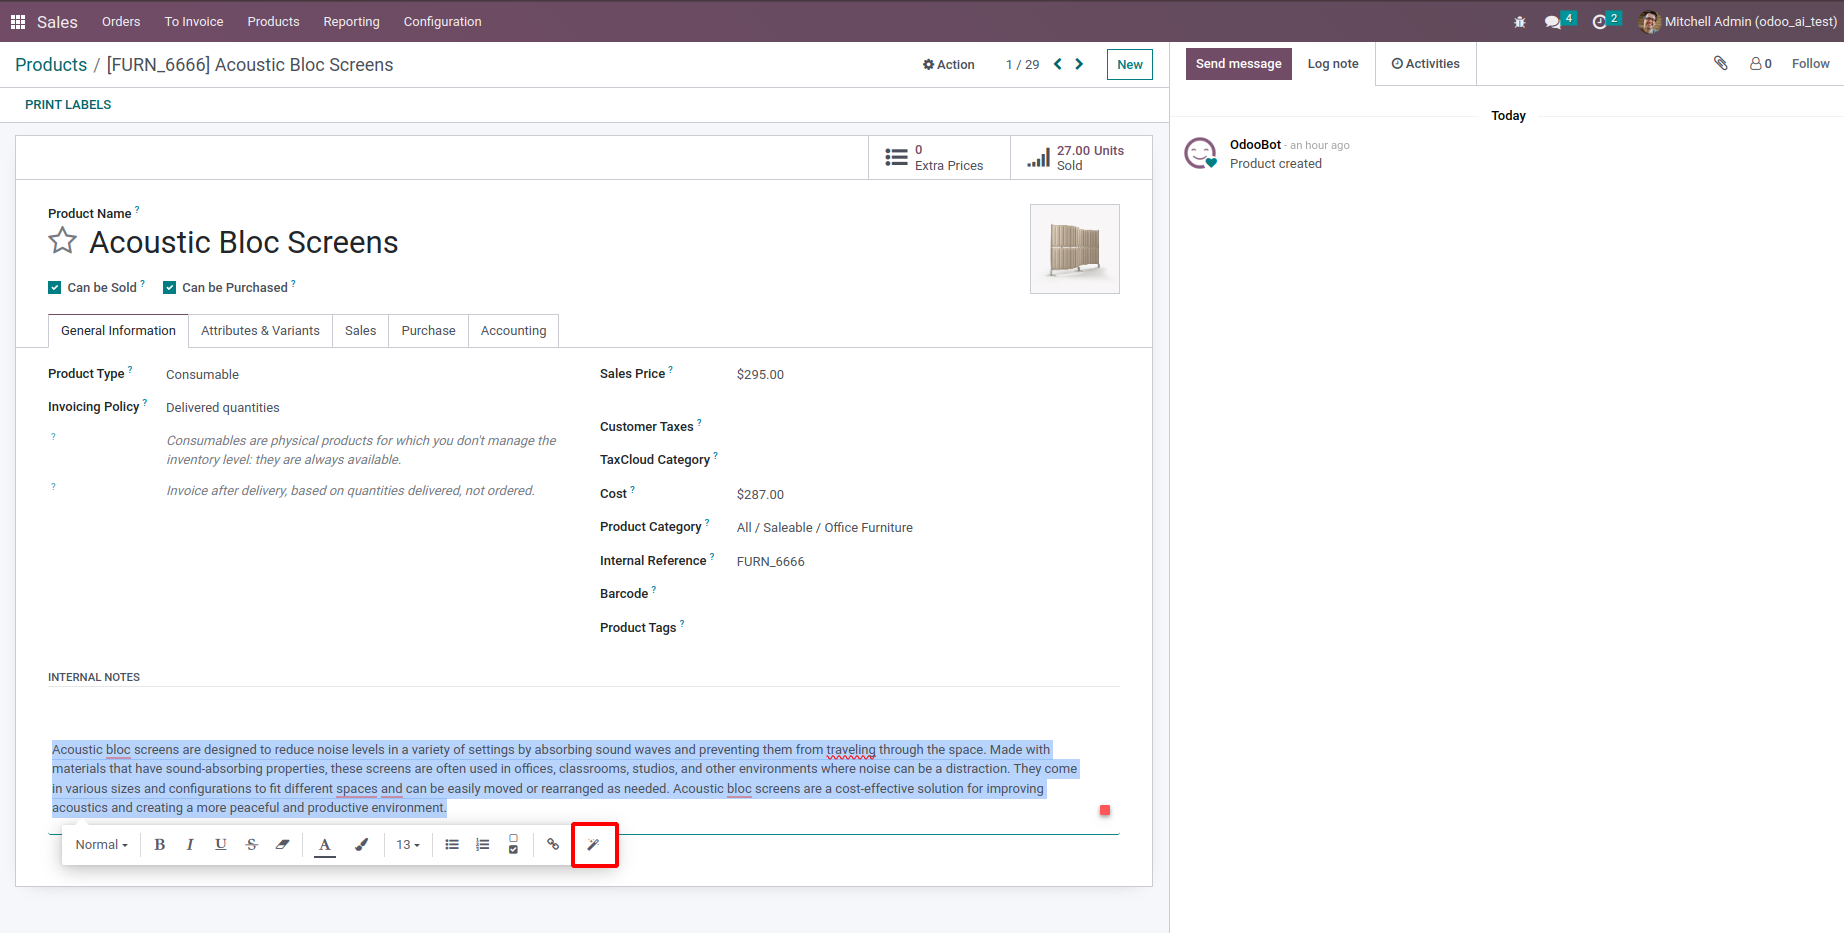 Sales Orders To Invoice Products Reporting Configuration 4 2 Mitchell Admin (odoo_ai_test)
Products / [FURN_6666] Acoustic Bloc Screens Action 1 / 29 New
PRINT LABELS
0
Extra Prices
27.00 Units
Sold
Product Name ?
Acoustic Bloc Screens
Can be Sold ? Can be Purchased ?
General Information Attributes & Variants Sales Purchase Accounting
Product Type ? Consumable
Invoicing Policy ? Delivered quantities
? Consumables are physical products for which you don't manage the
inventory level: they are always available.
? Invoice after delivery, based on quantities delivered, not ordered.
Sales Price ? $295.00
Customer Taxes ?
TaxCloud Category ?
Cost ? $287.00
Product Category ? All / Saleable / Office Furniture
Internal Reference ? FURN_6666
Barcode ?
Product Tags ?
INTERNAL NOTES
Acoustic bloc screens are designed to reduce noise levels in a variety of settings by absorbing sound waves and preventing them from traveling through the space. Made with
materials that have sound-absorbing properties, these screens are often used in offices, classrooms, studios, and other environments where noise can be a distraction. They come
in various sizes and configurations to fit different spaces and can be easily moved or rearranged as needed. Acoustic bloc screens are a cost-effective solution for improving
acoustics and creating a more peaceful and productive environment.
Normal B I U S A 13
Send message Log note Activities 0 Follow
Today
OdooBot - an hour ago
Product created